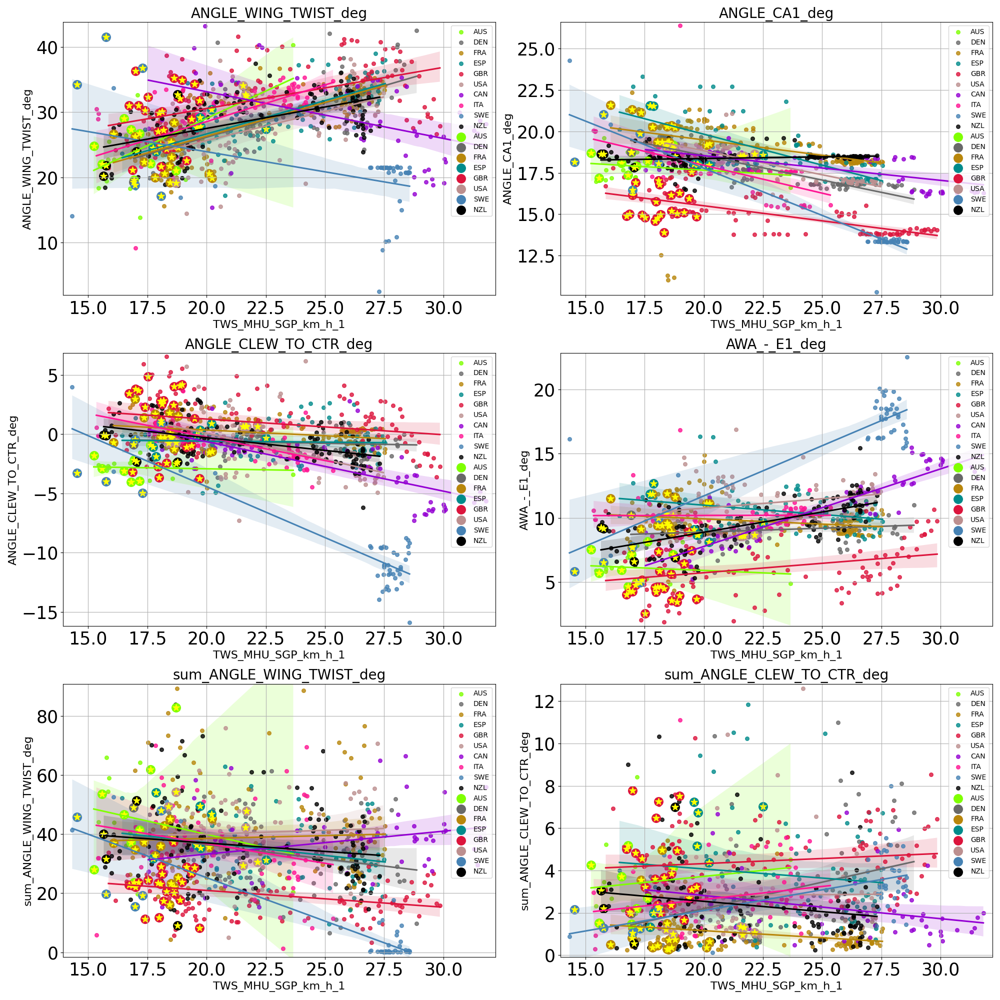 ANGLE_WING_TWIST_deg
ANGLE_WING_TWIST_deg
40
30
20
10
15.0 17.5 20.0 22.5 25.0 27.5 30.0
TWS_MHU_SGP_km_h_1
AUS
DEN
FRA
ESP
GBR
USA
CAN
ITA
SWE
NZL
AUS
DEN
FRA
ESP
GBR
USA
SWE
NZL
ANGLE_CA1_deg
ANGLE_CA1_deg
25.0
22.5
20.0
17.5
15.0
12.5
15.0 17.5 20.0 22.5 25.0 27.5 30.0
TWS_MHU_SGP_km_h_1
AUS
DEN
FRA
ESP
GBR
USA
CAN
ITA
SWE
NZL
AUS
DEN
FRA
ESP
GBR
USA
SWE
NZL
ANGLE_CLEW_TO_CTR_deg
ANGLE_CLEW_TO_CTR_deg
5
0
−5
−10
−15
15.0 17.5 20.0 22.5 25.0 27.5 30.0
TWS_MHU_SGP_km_h_1
AUS
DEN
FRA
ESP
GBR
USA
CAN
ITA
SWE
NZL
AUS
DEN
FRA
ESP
GBR
USA
SWE
NZL
AWA_-_E1_deg
AWA_-_E1_deg
20
15
10
5
15.0 17.5 20.0 22.5 25.0 27.5 30.0
TWS_MHU_SGP_km_h_1
AUS
DEN
FRA
ESP
GBR
USA
CAN
ITA
SWE
NZL
AUS
DEN
FRA
ESP
GBR
USA
SWE
NZL
sum_ANGLE_WING_TWIST_deg
sum_ANGLE_WING_TWIST_deg
80
60
40
20
0
15.0 17.5 20.0 22.5 25.0 27.5 30.0
TWS_MHU_SGP_km_h_1
AUS
DEN
FRA
ESP
GBR
USA
CAN
ITA
SWE
NZL
AUS
DEN
FRA
ESP
GBR
USA
SWE
NZL
sum_ANGLE_CLEW_TO_CTR_deg
sum_ANGLE_CLEW_TO_CTR_deg
12
10
8
6
4
2
0
15.0 17.5 20.0 22.5 25.0 27.5 30.0
TWS_MHU_SGP_km_h_1
AUS
DEN
FRA
ESP
GBR
USA
CAN
ITA
SWE
NZL
AUS
DEN
FRA
ESP
GBR
USA
SWE
NZL